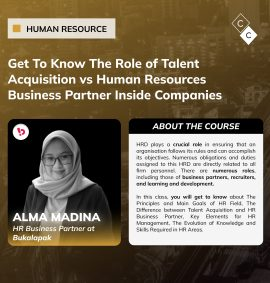 HUMAN RESOURCE
C
C
Get To Know The Role of Talent
Acquisition vs Human Resources
Business Partner Inside Companies
ALMA MADINA
HR Business Partner at
Bukalapak
ABOUT THE COURSE
HRD plays a crucial role in ensuring that an
organisation follows its rules and can accomplish
its objectives. Numerous obligations and duties
assigned to this HRD are directly related to all
firm personnel. There are numerous roles,
including those of business partners, recruiters,
and learning and development.
In this class, you will get to know about The
Principles and Main Goals of HR Field, The
Difference between Talent Acquisition and HR
Business Partner, Key Elements for HR
Management, The Evolution of Knowledge and
Skills Required in HR Areas.